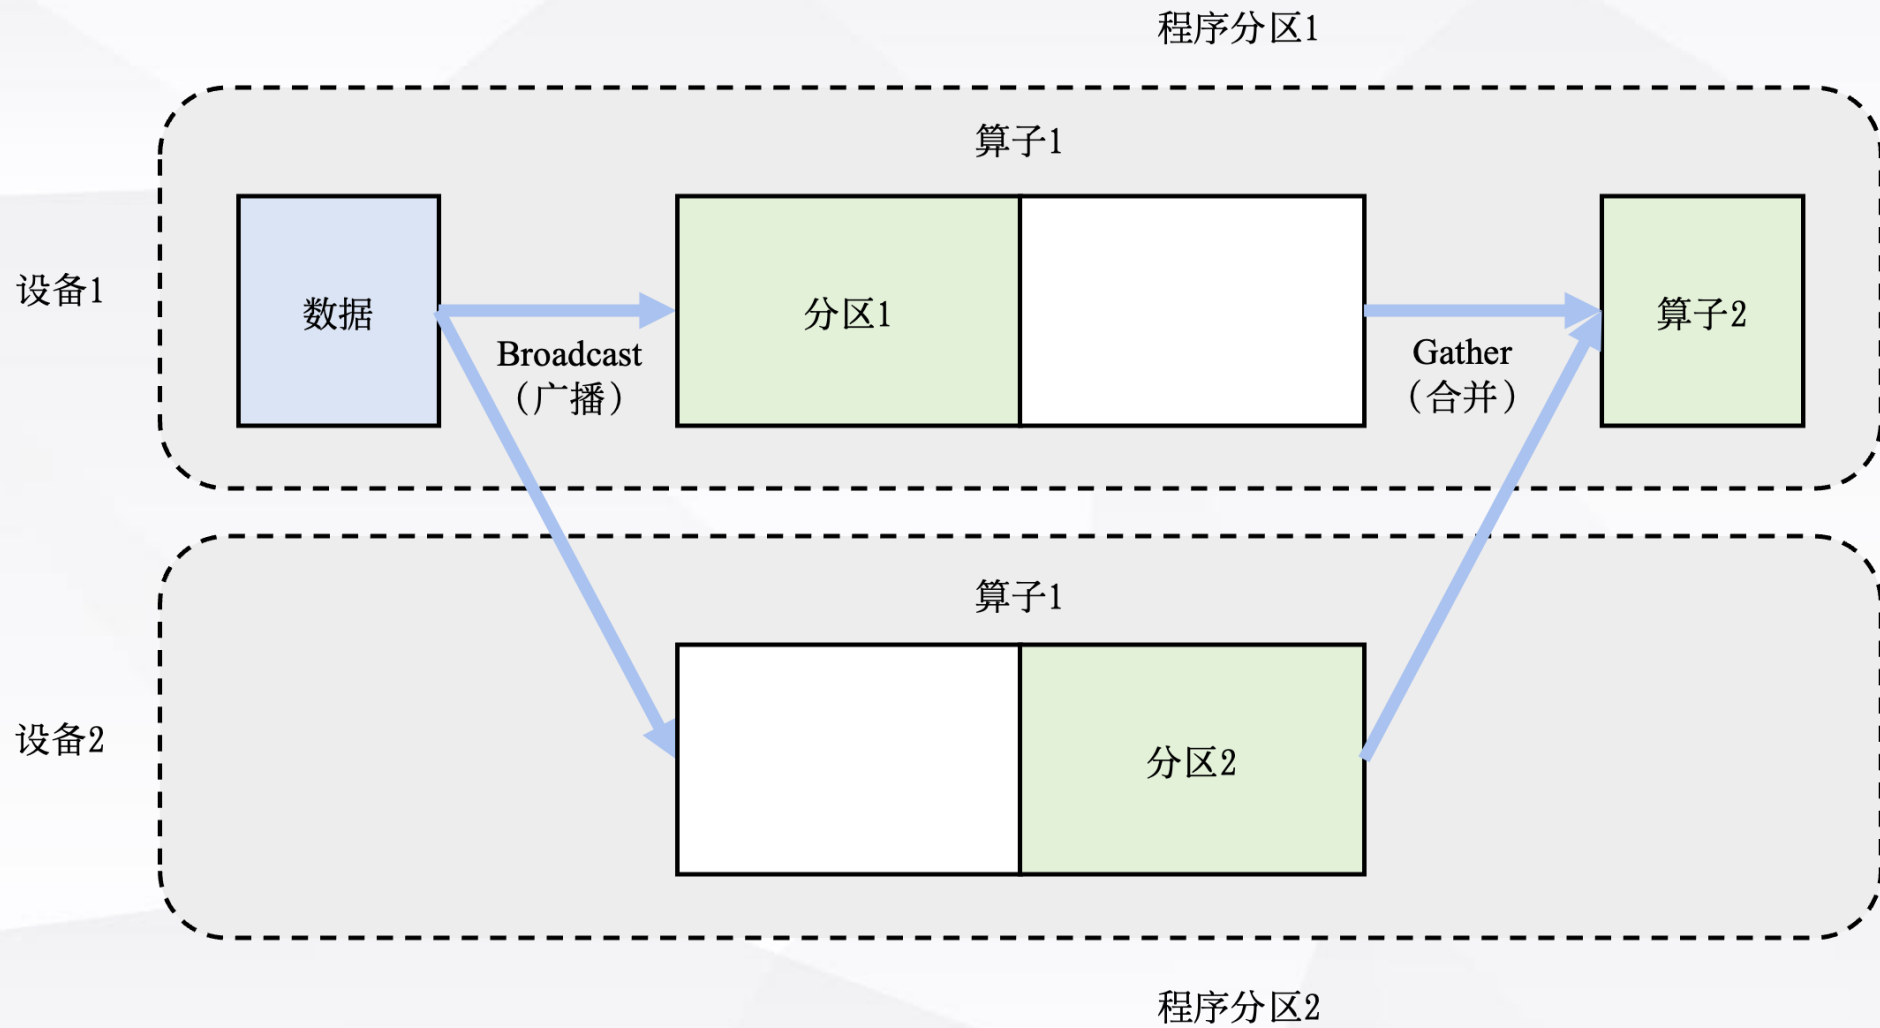 程序分区1
算子1
设备1
数据
Broadcast
（广播）
分区1
Gather
（合并）
算子2
算子1
设备2
分区2
程序分区2